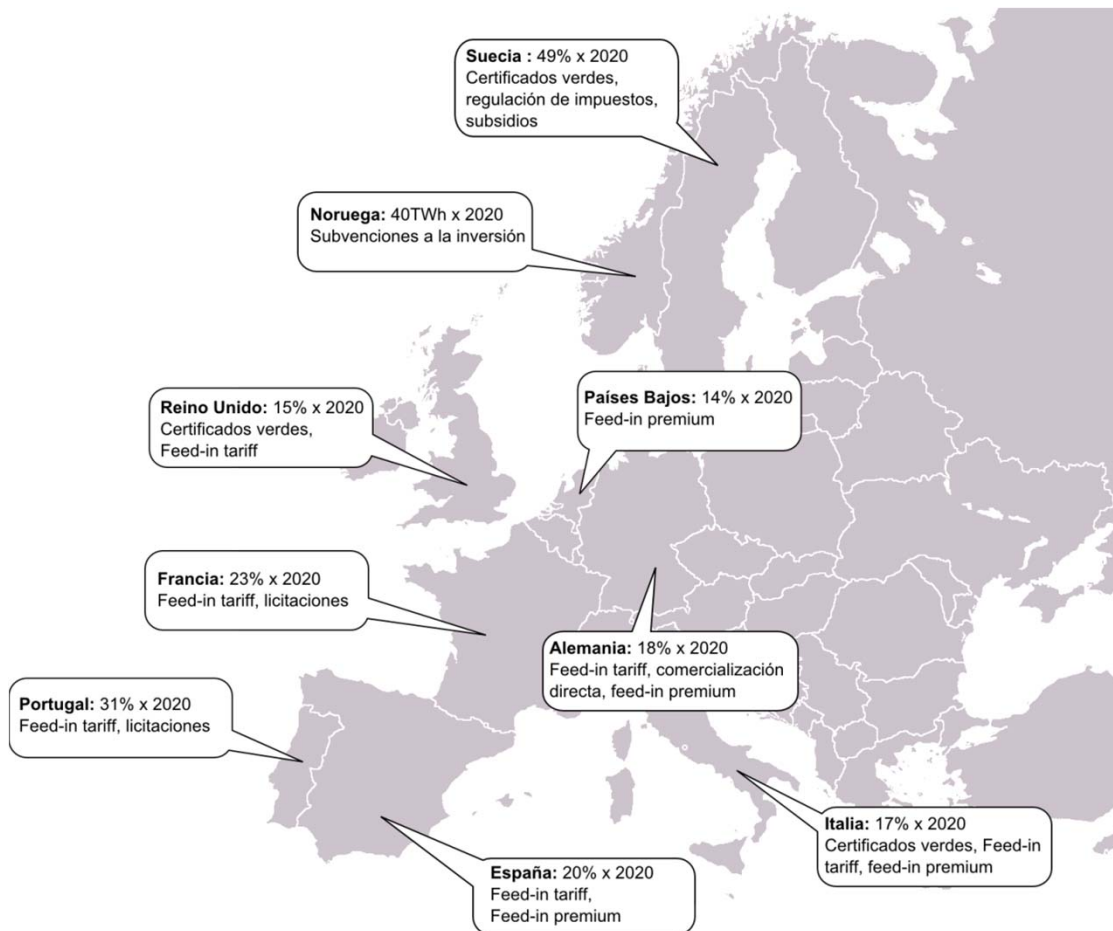 Suecia : 49% x 2020
Certificados verdes,
regulación de impuestos,
subsidios
Noruega: 40TWh x 2020
Subvenciones a la inversión
Reino Unido: 15% x 2020
Certificados verdes,
Feed-in tariff
Países Bajos: 14% x 2020
Feed-in premium
Francia: 23% x 2020
Feed-in tariff, licitaciones
Alemania: 18% x 2020
Feed-in tariff, comercialización
directa, feed-in premium
Portugal: 31% x 2020
Feed-in tariff, licitaciones
Italia: 17% x 2020
Certificados verdes, Feed-in
tariff, feed-in premium
España: 20% x 2020
Feed-in tariff,
Feed-in premium